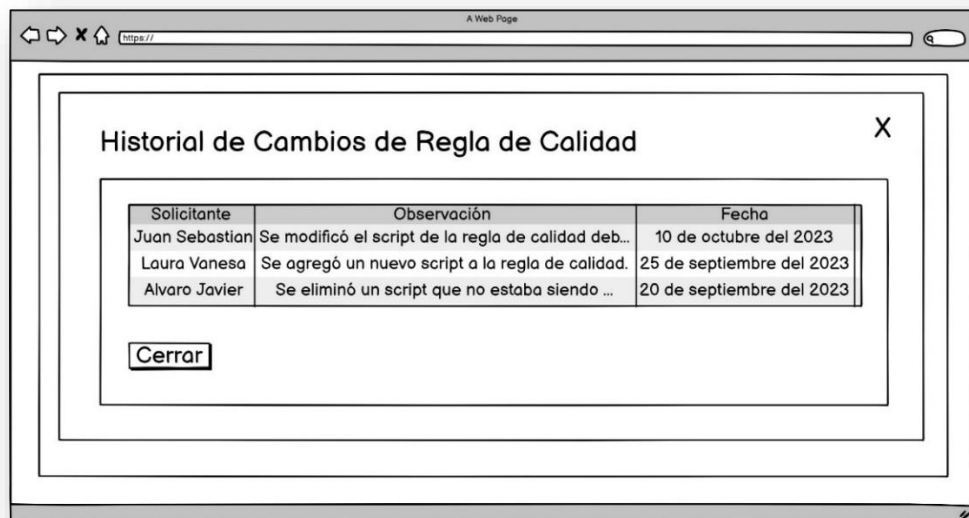 A Web Page
https://
Historial de Cambios de Regla de Calidad
X
Solicitante Observación Fecha
Juan Sebastian Se modificó el script de la regla de calidad deb... 10 de octubre del 2023
Laura Vanesa Se agregó un nuevo script a la regla de calidad. 25 de septiembre del 2023
Alvaro Javier Se eliminó un script que no estaba siendo ... 20 de septiembre del 2023
Cerrar